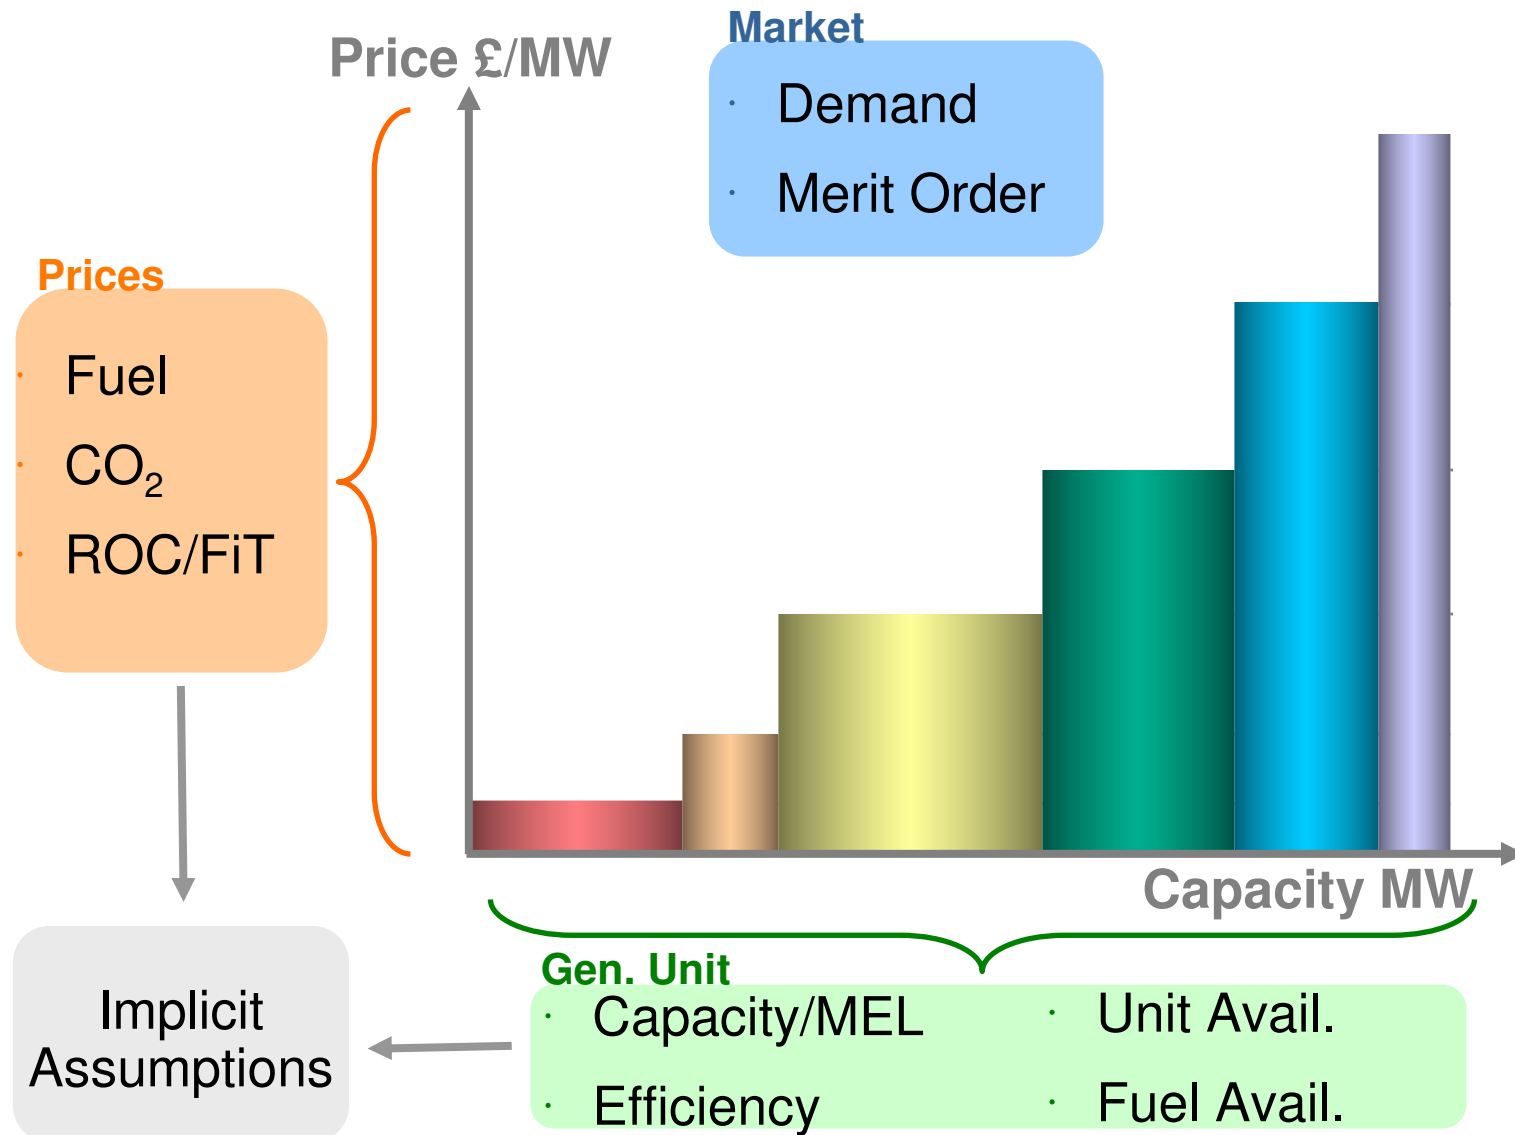 Market
Price £/MW
· Demand
· Merit Order
Prices
· Fuel
· CO₂
· ROC/FiT
Capacity MW
Gen. Unit
· Capacity/MEL
· Unit Avail.
· Efficiency
· Fuel Avail.
Implicit
Assumptions